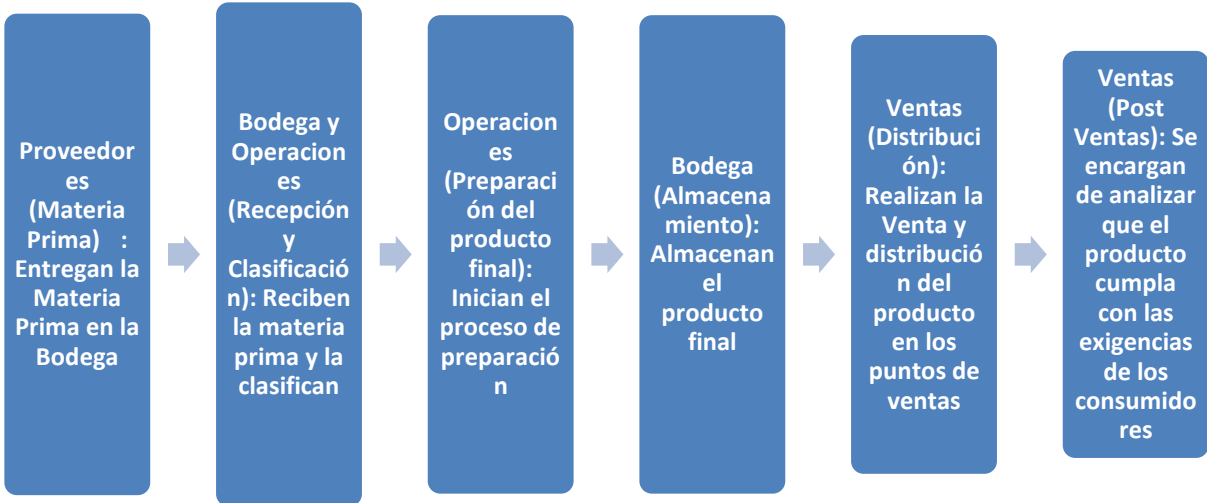 Proveedor
es
(Materia
Prima) :
Entregan la
Materia
Prima en la
Bodega
Bodega y
Operacion
es
(Recepción
y
Clasificació
n): Reciben
la materia
prima y la
clasifican
Operacion
es
(Preparaci
ón del
producto
final):
Inician el
proceso de
preparació
n
Bodega
(Almacena
miento):
Almacenan
el
producto
final
Ventas
(Distribuci
ón):
Realizan la
Venta y
distribució
n del
producto
en los
puntos de
ventas
Ventas
(Post
Ventas): Se
encargan
de analizar
que el
producto
cumpla
con las
exigencias
de los
consumido
res